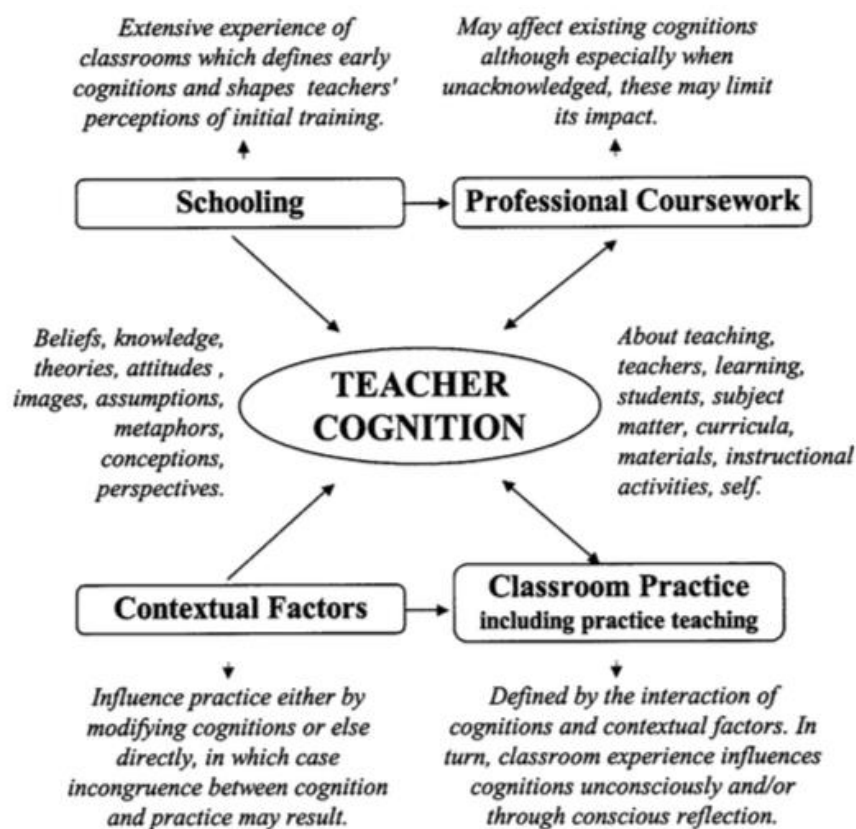 Extensive experience of
classrooms which defines early
cognitions and shapes teachers'
perceptions of initial training.
May affect existing cognitions
although especially when
unacknowledged, these may limit
its impact.
Schooling
Professional Coursework
Beliefs, knowledge,
theories, attitudes ,
images, assumptions,
metaphors,
conceptions,
perspectives.
TEACHER
COGNITION
About teaching,
teachers, learning,
students, subject
matter, curricula,
materials, instructional
activities, self.
Contextual Factors
Classroom Practice
including practice teaching
Influence practice either by
modifying cognitions or else
directly, in which case
incongruence between cognition
and practice may result.
Defined by the interaction of
cognitions and contextual factors. In
turn, classroom experience influences
cognitions unconsciously and/or
through conscious reflection.